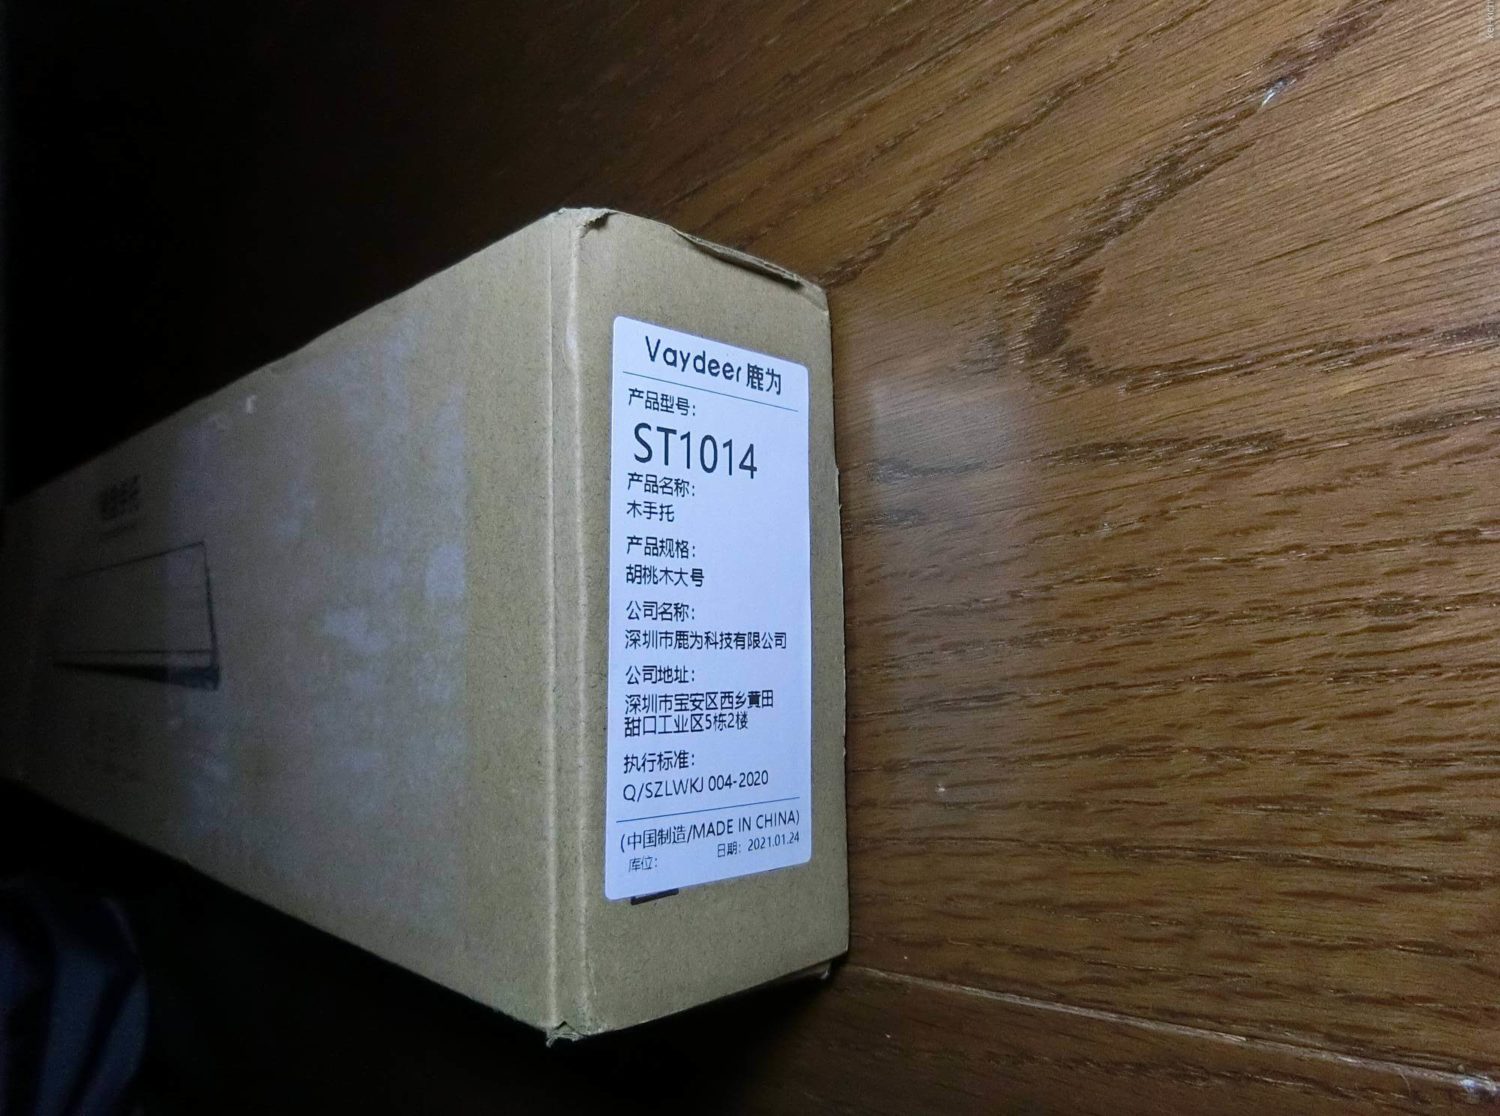 Vaydeer 鹿为
产品型号：
ST1014
产品名称：
木手托
产品规格：
胡桃木大号
公司名称：
深圳市鹿为科技有限公司
公司地址：
深圳市宝安区西乡黄田
甜口工业区5栋2楼
执行标准：
Q/SZLWKJ 004-2020
(中国制造/MADE IN CHINA)
库位： 日期：2021.01.24